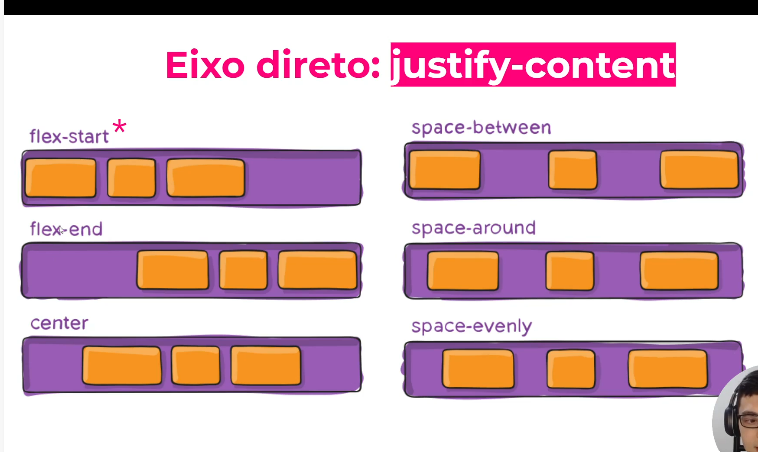 Eixo direto: justify-content
flex-start*
flex-end
center
space-between
space-around
space-evenly